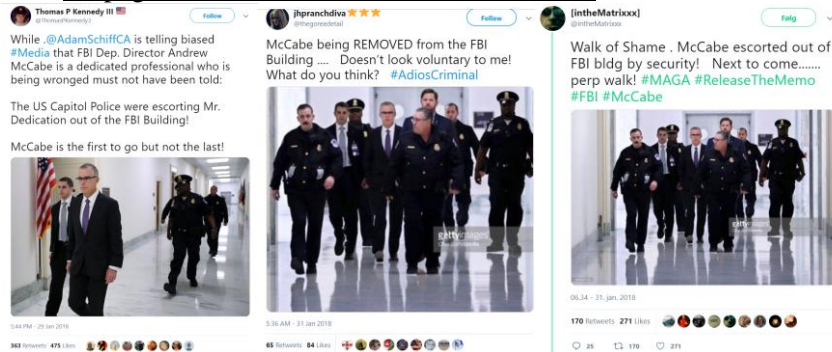 Thomas P Kennedy III
@ThomasPKennedy2
Follow
While .@AdamSchiffCA is telling biased
#Media that FBI Dep. Director Andrew
McCabe is a dedicated professional who is
being wronged must not have been told:
The US Capitol Police were escorting Mr.
Dedication out of the FBI Building!
McCabe is the first to go but not the last!
5:44 PM - 29 Jan 2018
363 Retweets 475 Likes
jhpranchdiva
@thegoreedetail
Follow
McCabe being REMOVED from the FBI
Building .... Doesn't look voluntary to me!
What do you think? #AdiosCriminal
gettyimages
5:36 AM - 31 Jan 2018
65 Retweets 84 Likes
[intheMatrixxx]
@intheMatrixxx
Følg
Walk of Shame . McCabe escorted out of
FBI bldg by security! Next to come.......
perp walk! #MAGA #ReleaseTheMemo
#FBI #McCabe
gettyimages
06.34 - 31. jan. 2018
170 Retweets 271 Likes
25 170 271